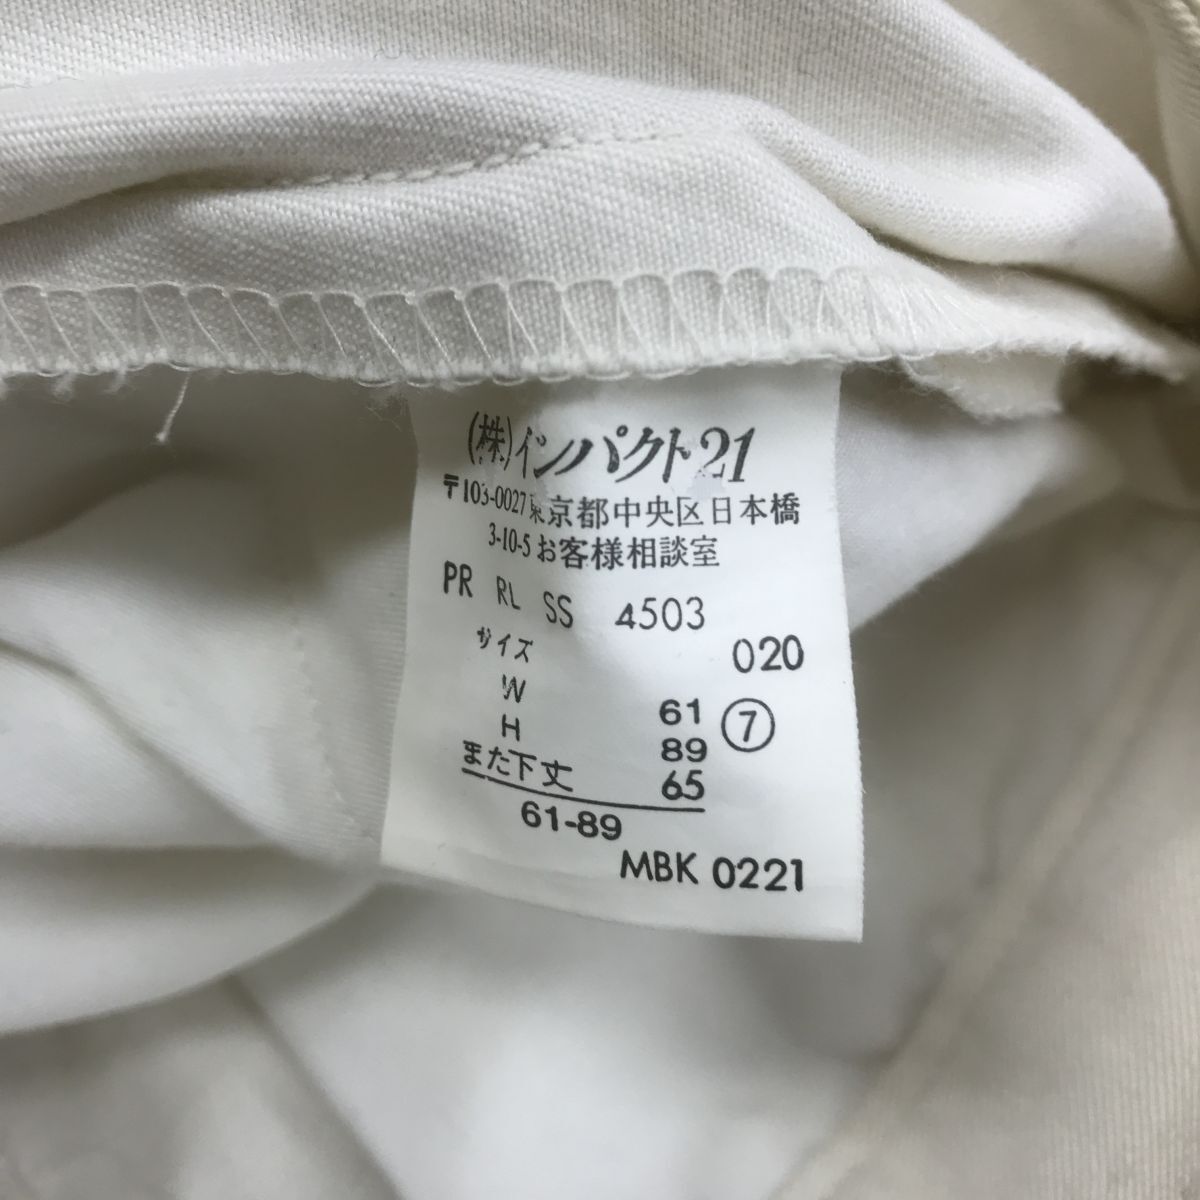 (株)インパクト21
〒103-0027東京都中央区日本橋
3-10-5お客様相談室
PR RL SS 4503
サイズ 020
W 61 ⑦
H 89
また下丈 65
61-89
MBK 0221